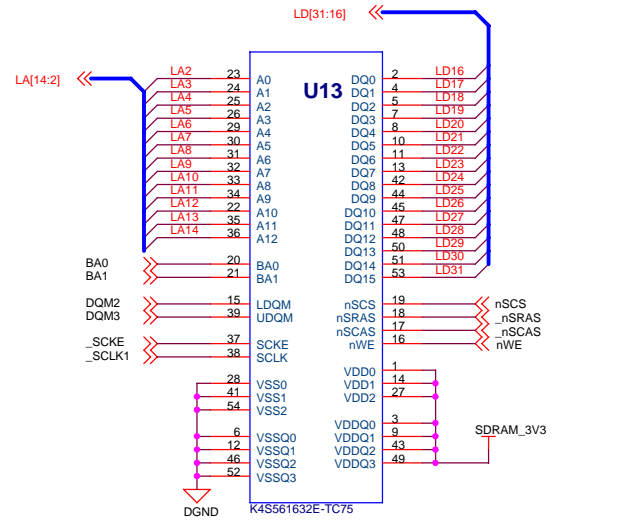 LD[31:16]
LA[14:2]
U13
LA2 23 A0 DQ0 2 LD16
LA3 24 A1 DQ1 4 LD17
LA4 25 A2 DQ2 5 LD18
LA5 26 A3 DQ3 7 LD19
LA6 29 A4 DQ4 8 LD20
LA7 30 A5 DQ5 10 LD21
LA8 31 A6 DQ6 11 LD22
LA9 32 A7 DQ7 13 LD23
LA10 33 A8 DQ8 42 LD24
LA11 34 A9 DQ9 44 LD25
LA12 22 A10 DQ10 45 LD26
LA13 35 A11 DQ11 47 LD27
LA14 36 A12 DQ12 48 LD28
DQ13 50 LD29
BA0 20 BA0 DQ14 51 LD30
BA1 21 BA1 DQ15 53 LD31
DQM2 15 LDQM nSCS 19 nSCS
DQM3 39 UDQM nSRAS 18 _nSRAS
nSCAS 17 _nSCAS
_SCKE 37 SCKE nWE 16 nWE
_SCLK1 38 SCLK
VDD0 1
28 VSS0 VDD1 14
41 VSS1 VDD2 27
54 VSS2
VDDQ0 3
6 VSSQ0 VDDQ1 9 SDRAM_3V3
12 VSSQ1 VDDQ2 43
46 VSSQ2 VDDQ3 49
52 VSSQ3
DGND
K4S561632E-TC75